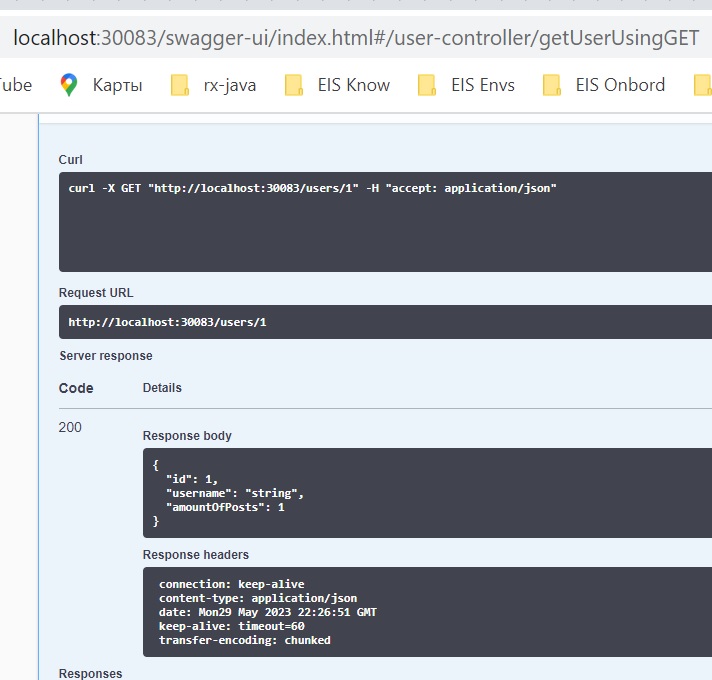 localhost:30083/swagger-ui/index.html#/user-controller/getUserUsingGET
ube Карты rx-java EIS Know EIS Envs EIS Onbord
Curl
curl -X GET "http://localhost:30083/users/1" -H "accept: application/json"
Request URL
http://localhost:30083/users/1
Server response
Code Details
200
Response body
{
"id": 1,
"username": "string",
"amountOfPosts": 1
}
Response headers
connection: keep-alive
content-type: application/json
date: Mon29 May 2023 22:26:51 GMT
keep-alive: timeout=60
transfer-encoding: chunked
Responses